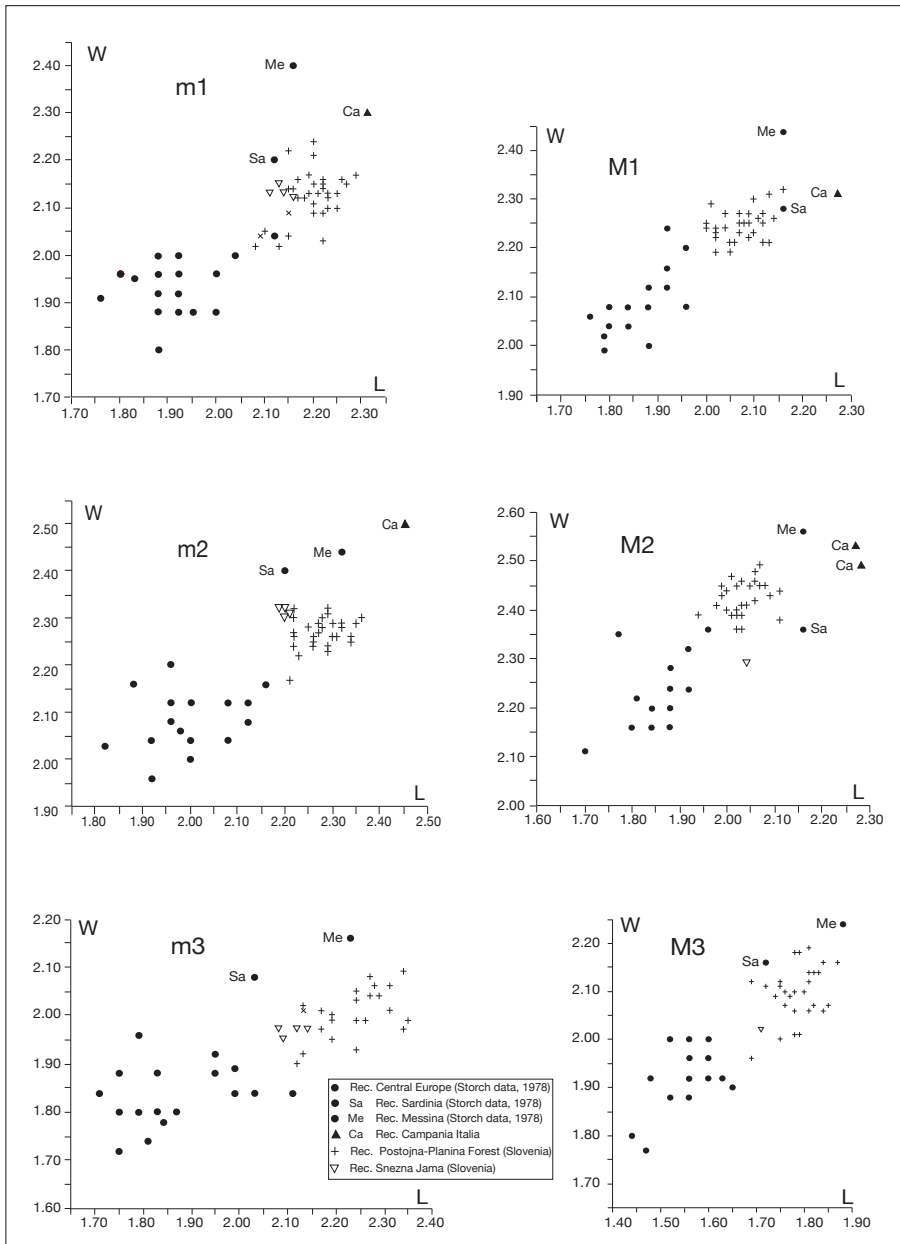 W
m1
2.40
2.30
2.20
2.10
2.00
1.90
1.80
1.70
Me
Ca
Sa
L
1.70 1.80 1.90 2.00 2.10 2.20 2.30
W
M1
2.40
2.30
2.20
2.10
2.00
1.90
Me
Ca
Sa
L
1.70 1.80 1.90 2.00 2.10 2.20 2.30
W
m2
2.50
2.40
2.30
2.20
2.10
2.00
1.90
Ca
Me
Sa
L
1.80 1.90 2.00 2.10 2.20 2.30 2.40 2.50
W
M2
2.60
2.50
2.40
2.30
2.20
2.10
2.00
Me
Ca
Ca
Sa
L
1.60 1.70 1.80 1.90 2.00 2.10 2.20 2.30
W
m3
2.20
2.10
2.00
1.90
1.80
1.70
1.60
Me
Sa
L
1.70 1.80 1.90 2.00 2.10 2.20 2.30 2.40
Rec. Central Europe (Storch data, 1978)
Sa Rec. Sardinia (Storch data, 1978)
Me Rec. Messina (Storch data, 1978)
Ca Rec. Campania Italia
Rec. Postojna-Planina Forest (Slovenia)
Rec. Snezna Jama (Slovenia)
W
M3
2.20
2.10
2.00
1.90
1.80
1.70
Me
Sa
L
1.40 1.50 1.60 1.70 1.80 1.90